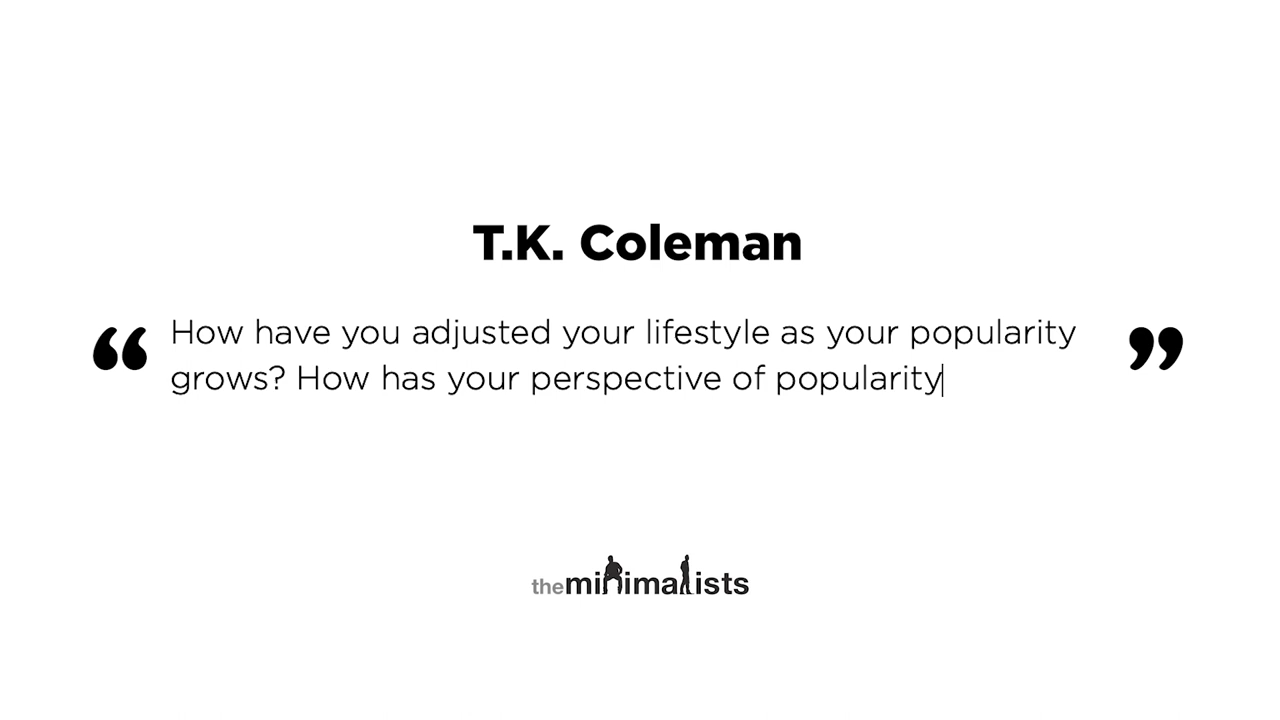 T.K. Coleman
“ How have you adjusted your lifestyle as your popularity ”
grows? How has your perspective of popularity
theminimalists